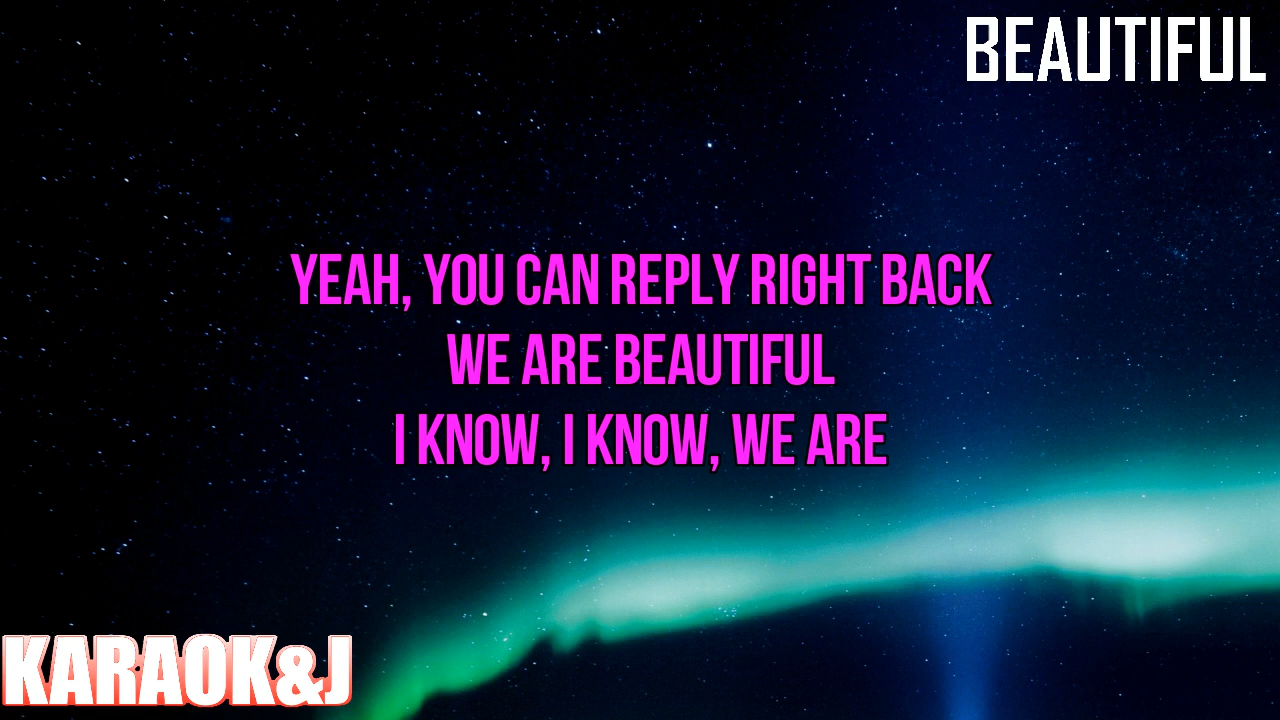 BEAUTIFUL
YEAH, YOU CAN REPLY RIGHT BACK
WE ARE BEAUTIFUL
I KNOW, I KNOW, WE ARE
KARAOK&J